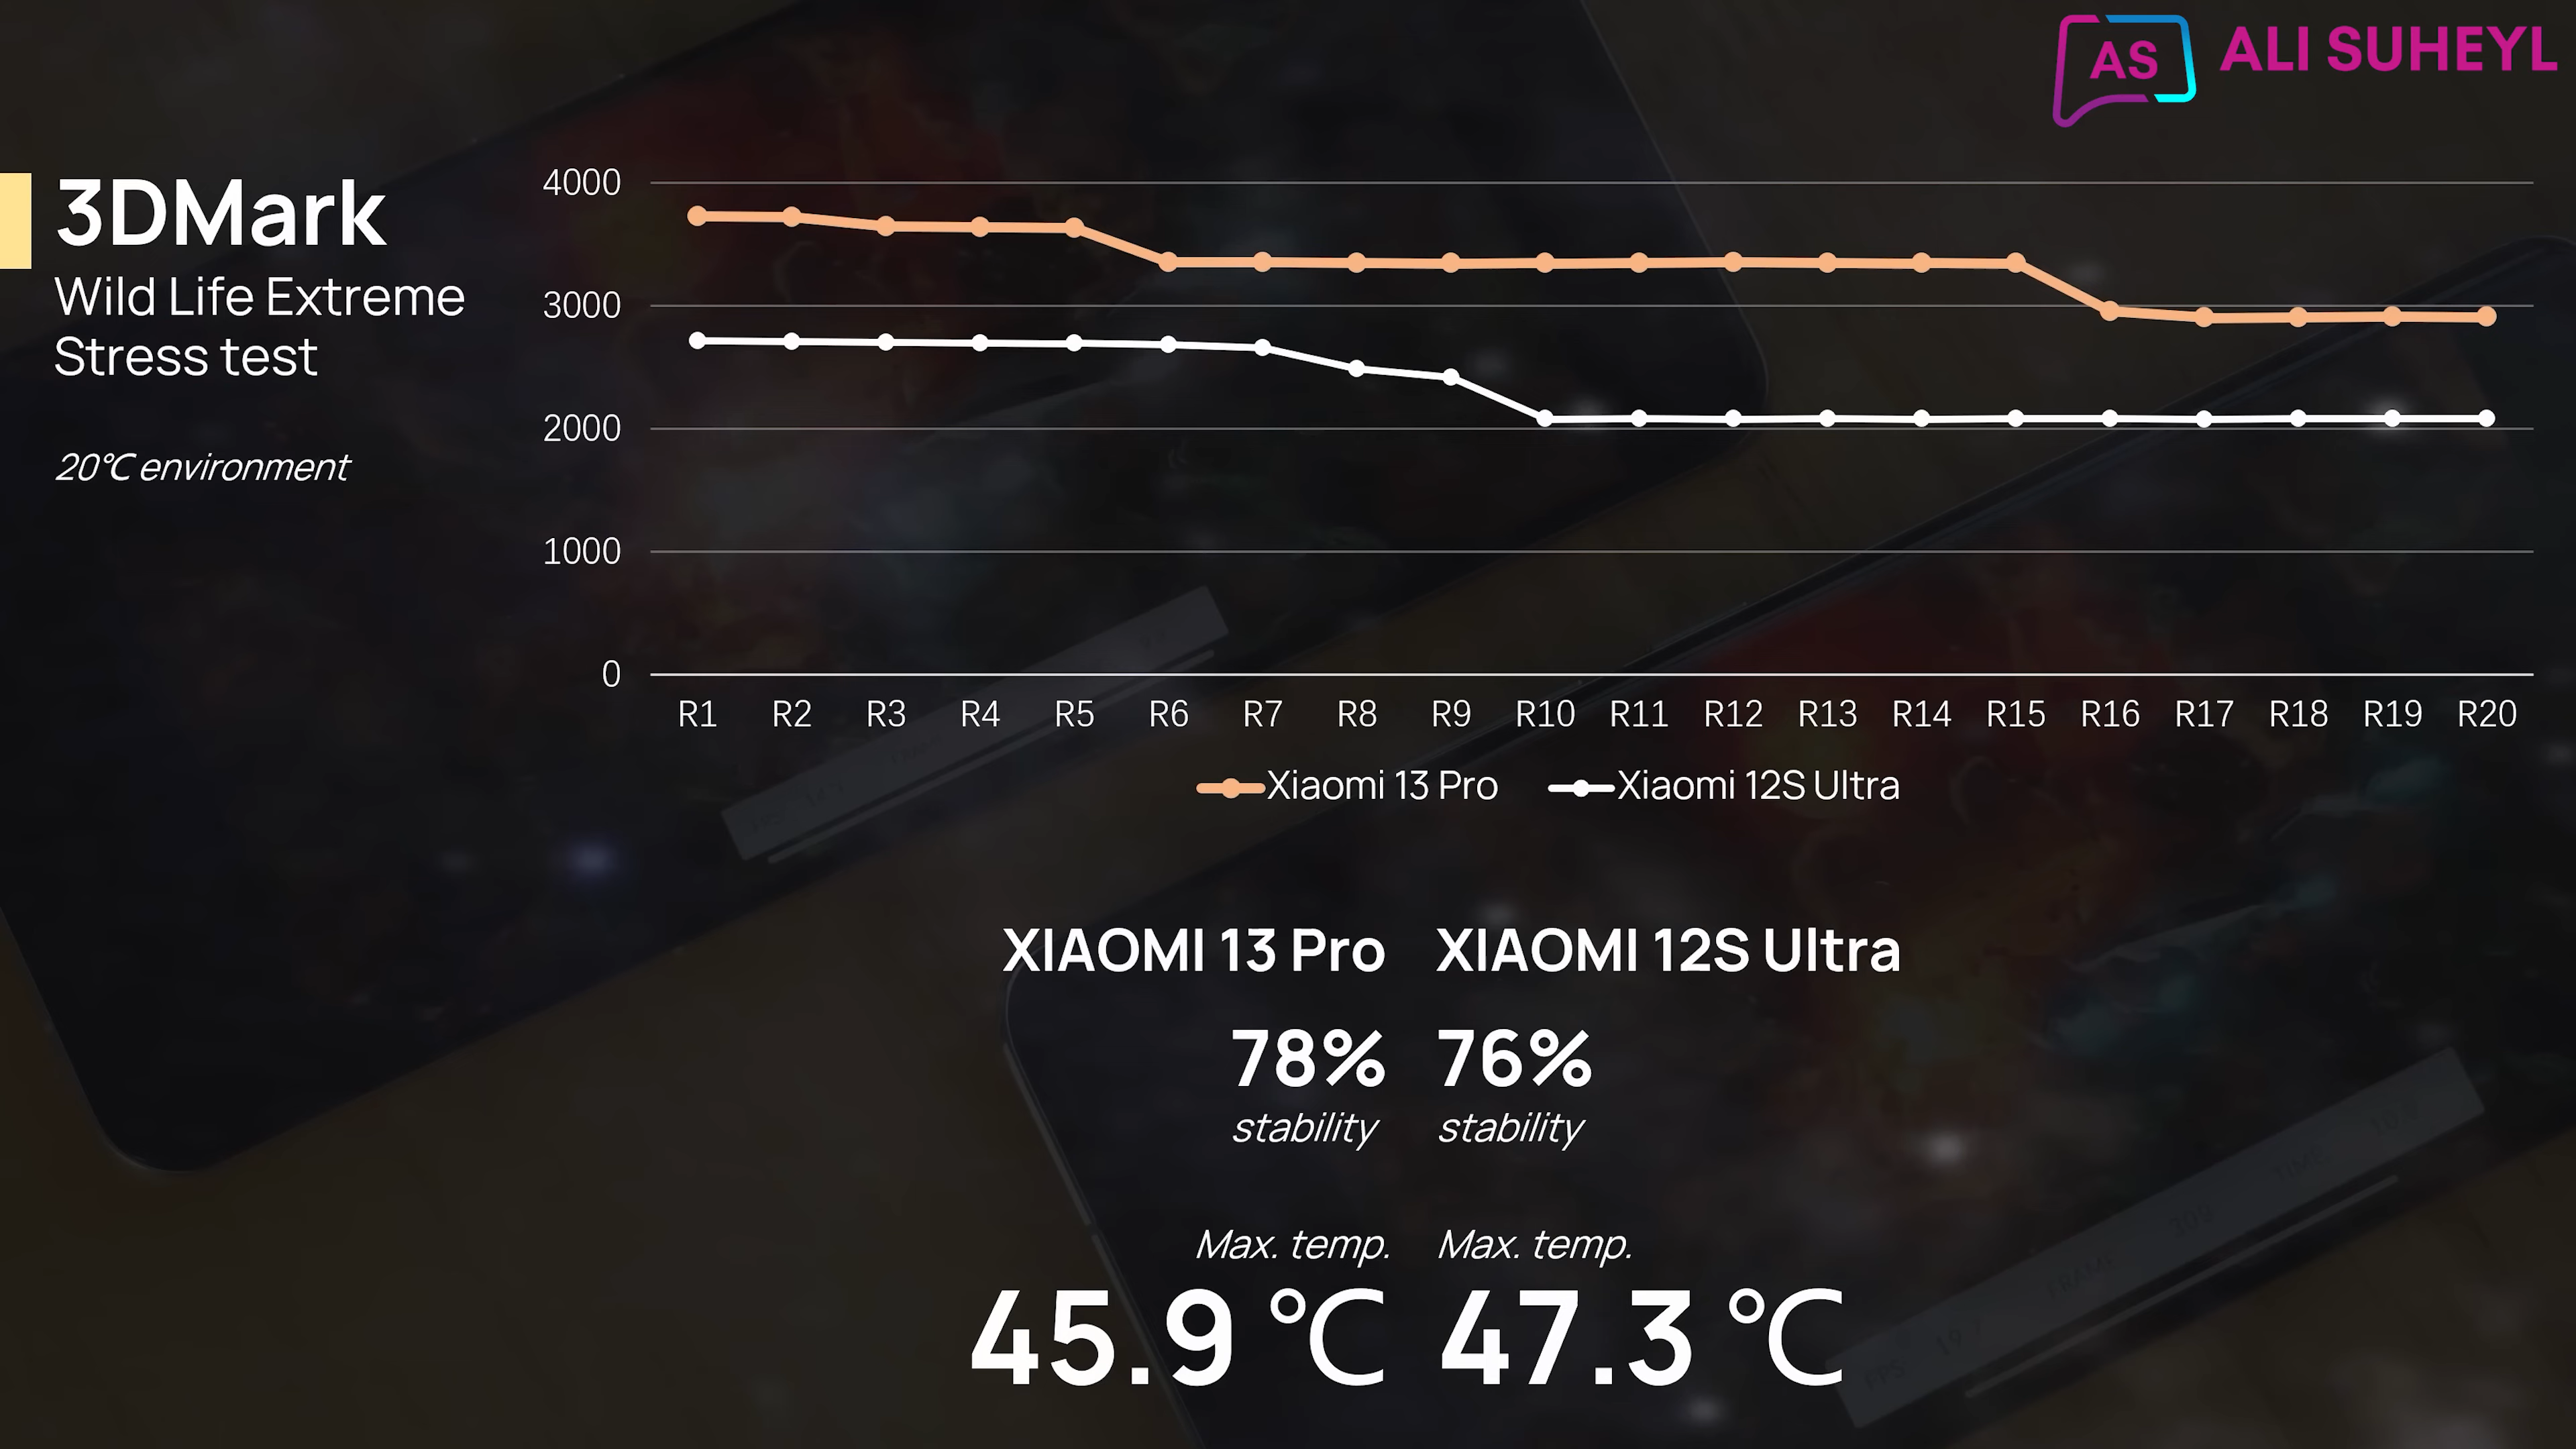 AS ALI SUHEYL
3DMark
Wild Life Extreme
Stress test
20℃ environment
4000
3000
2000
1000
0
R1 R2 R3 R4 R5 R6 R7 R8 R9 R10 R11 R12 R13 R14 R15 R16 R17 R18 R19 R20
Xiaomi 13 Pro Xiaomi 12S Ultra
XIAOMI 13 Pro XIAOMI 12S Ultra
78% 76%
stability stability
Max. temp. Max. temp.
45.9 ℃ 47.3 ℃